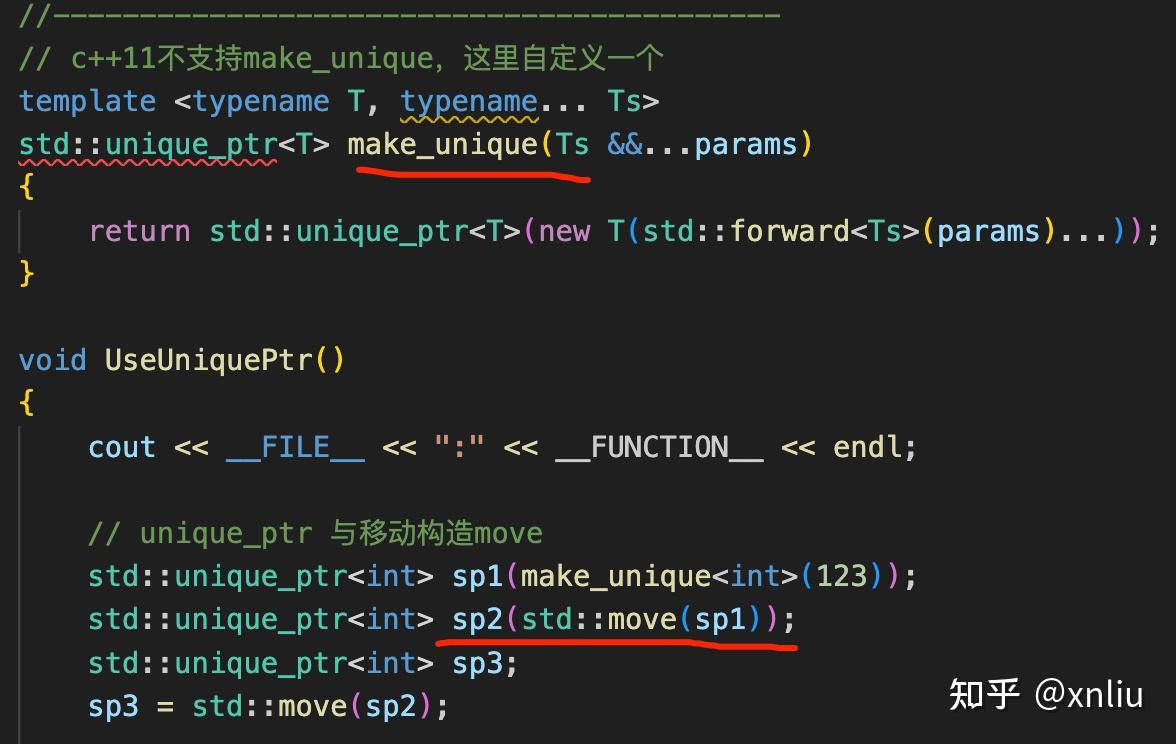 //------------------------------------------
// c++11不支持make_unique，这里自定义一个
template <typename T, typename... Ts>
std::unique_ptr<T> make_unique(Ts &&...params)
{
    return std::unique_ptr<T>(new T(std::forward<Ts>(params)...));
}
void UseUniquePtr()
{
    cout << __FILE__ << ":" << __FUNCTION__ << endl;
    // unique_ptr 与移动构造move
    std::unique_ptr<int> sp1(make_unique<int>(123));
    std::unique_ptr<int> sp2(std::move(sp1));
    std::unique_ptr<int> sp3;
    sp3 = std::move(sp2);
知乎 @xnliu